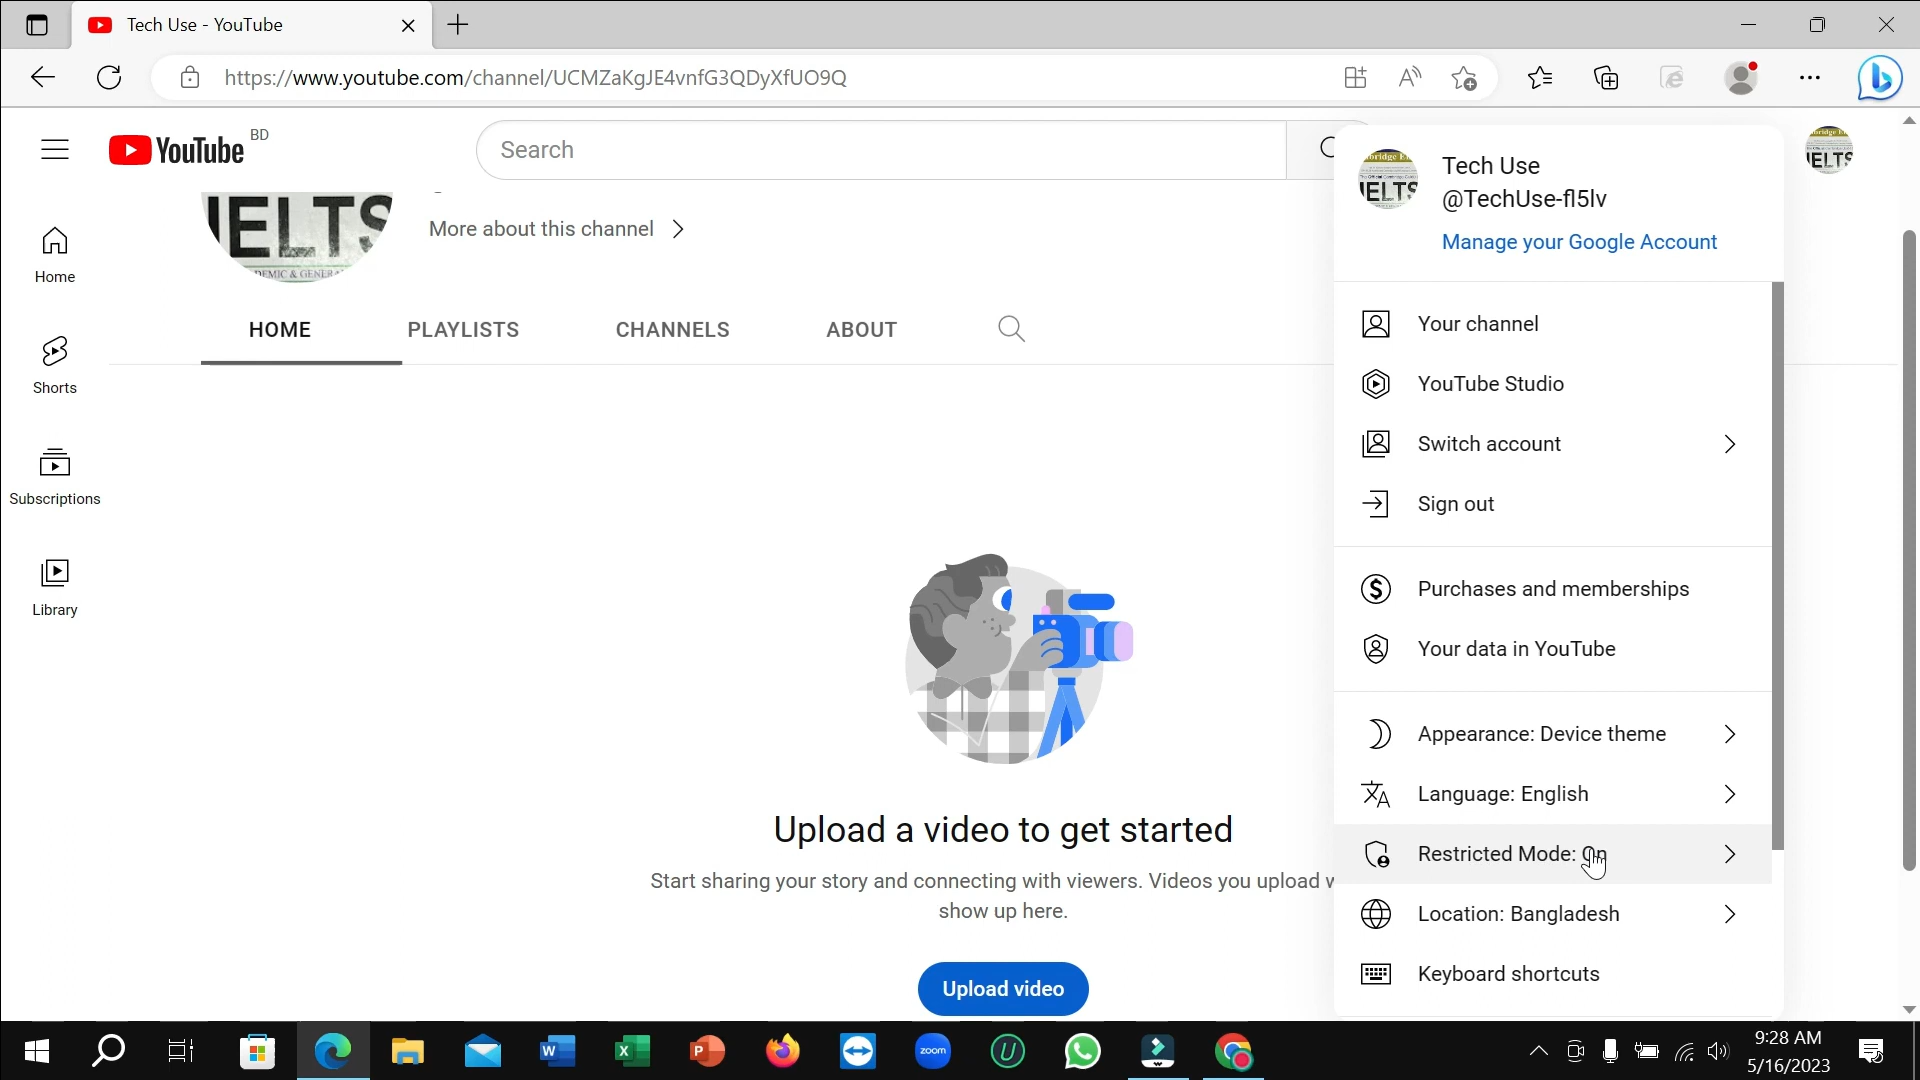 Tech Use - YouTube
https://www.youtube.com/channel/UCMZaKgJE4vnfG3QDyXfUO9Q
YouTube BD
Search
Tech Use
@TechUse-fl5lv
Manage your Google Account
IELTS
More about this channel
Home
Shorts
Subscriptions
Library
HOME PLAYLISTS CHANNELS ABOUT
Upload a video to get started
Start sharing your story and connecting with viewers. Videos you upload
show up here.
Upload video
Your channel
YouTube Studio
Switch account
Sign out
Purchases and memberships
Your data in YouTube
Appearance: Device theme
Language: English
Restricted Mode: On
Location: Bangladesh
Keyboard shortcuts
zoom
9:28 AM
5/16/2023